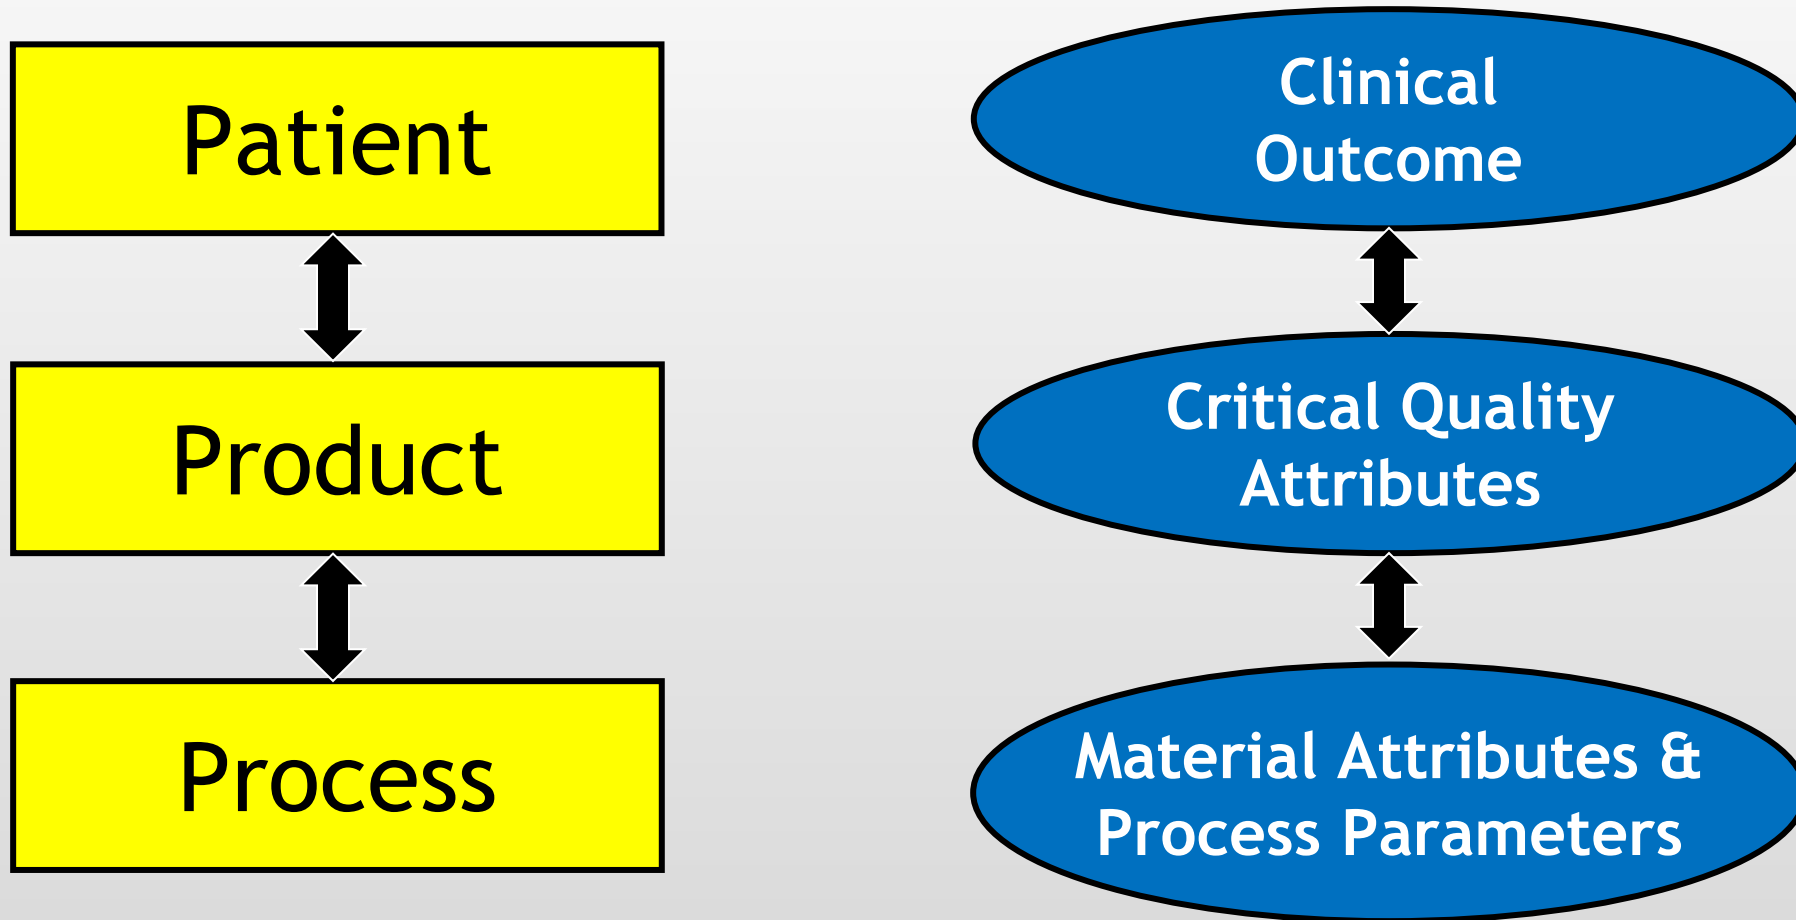 Patient
Product
Process
Clinical
Outcome
Critical Quality
Attributes
Material Attributes &
Process Parameters